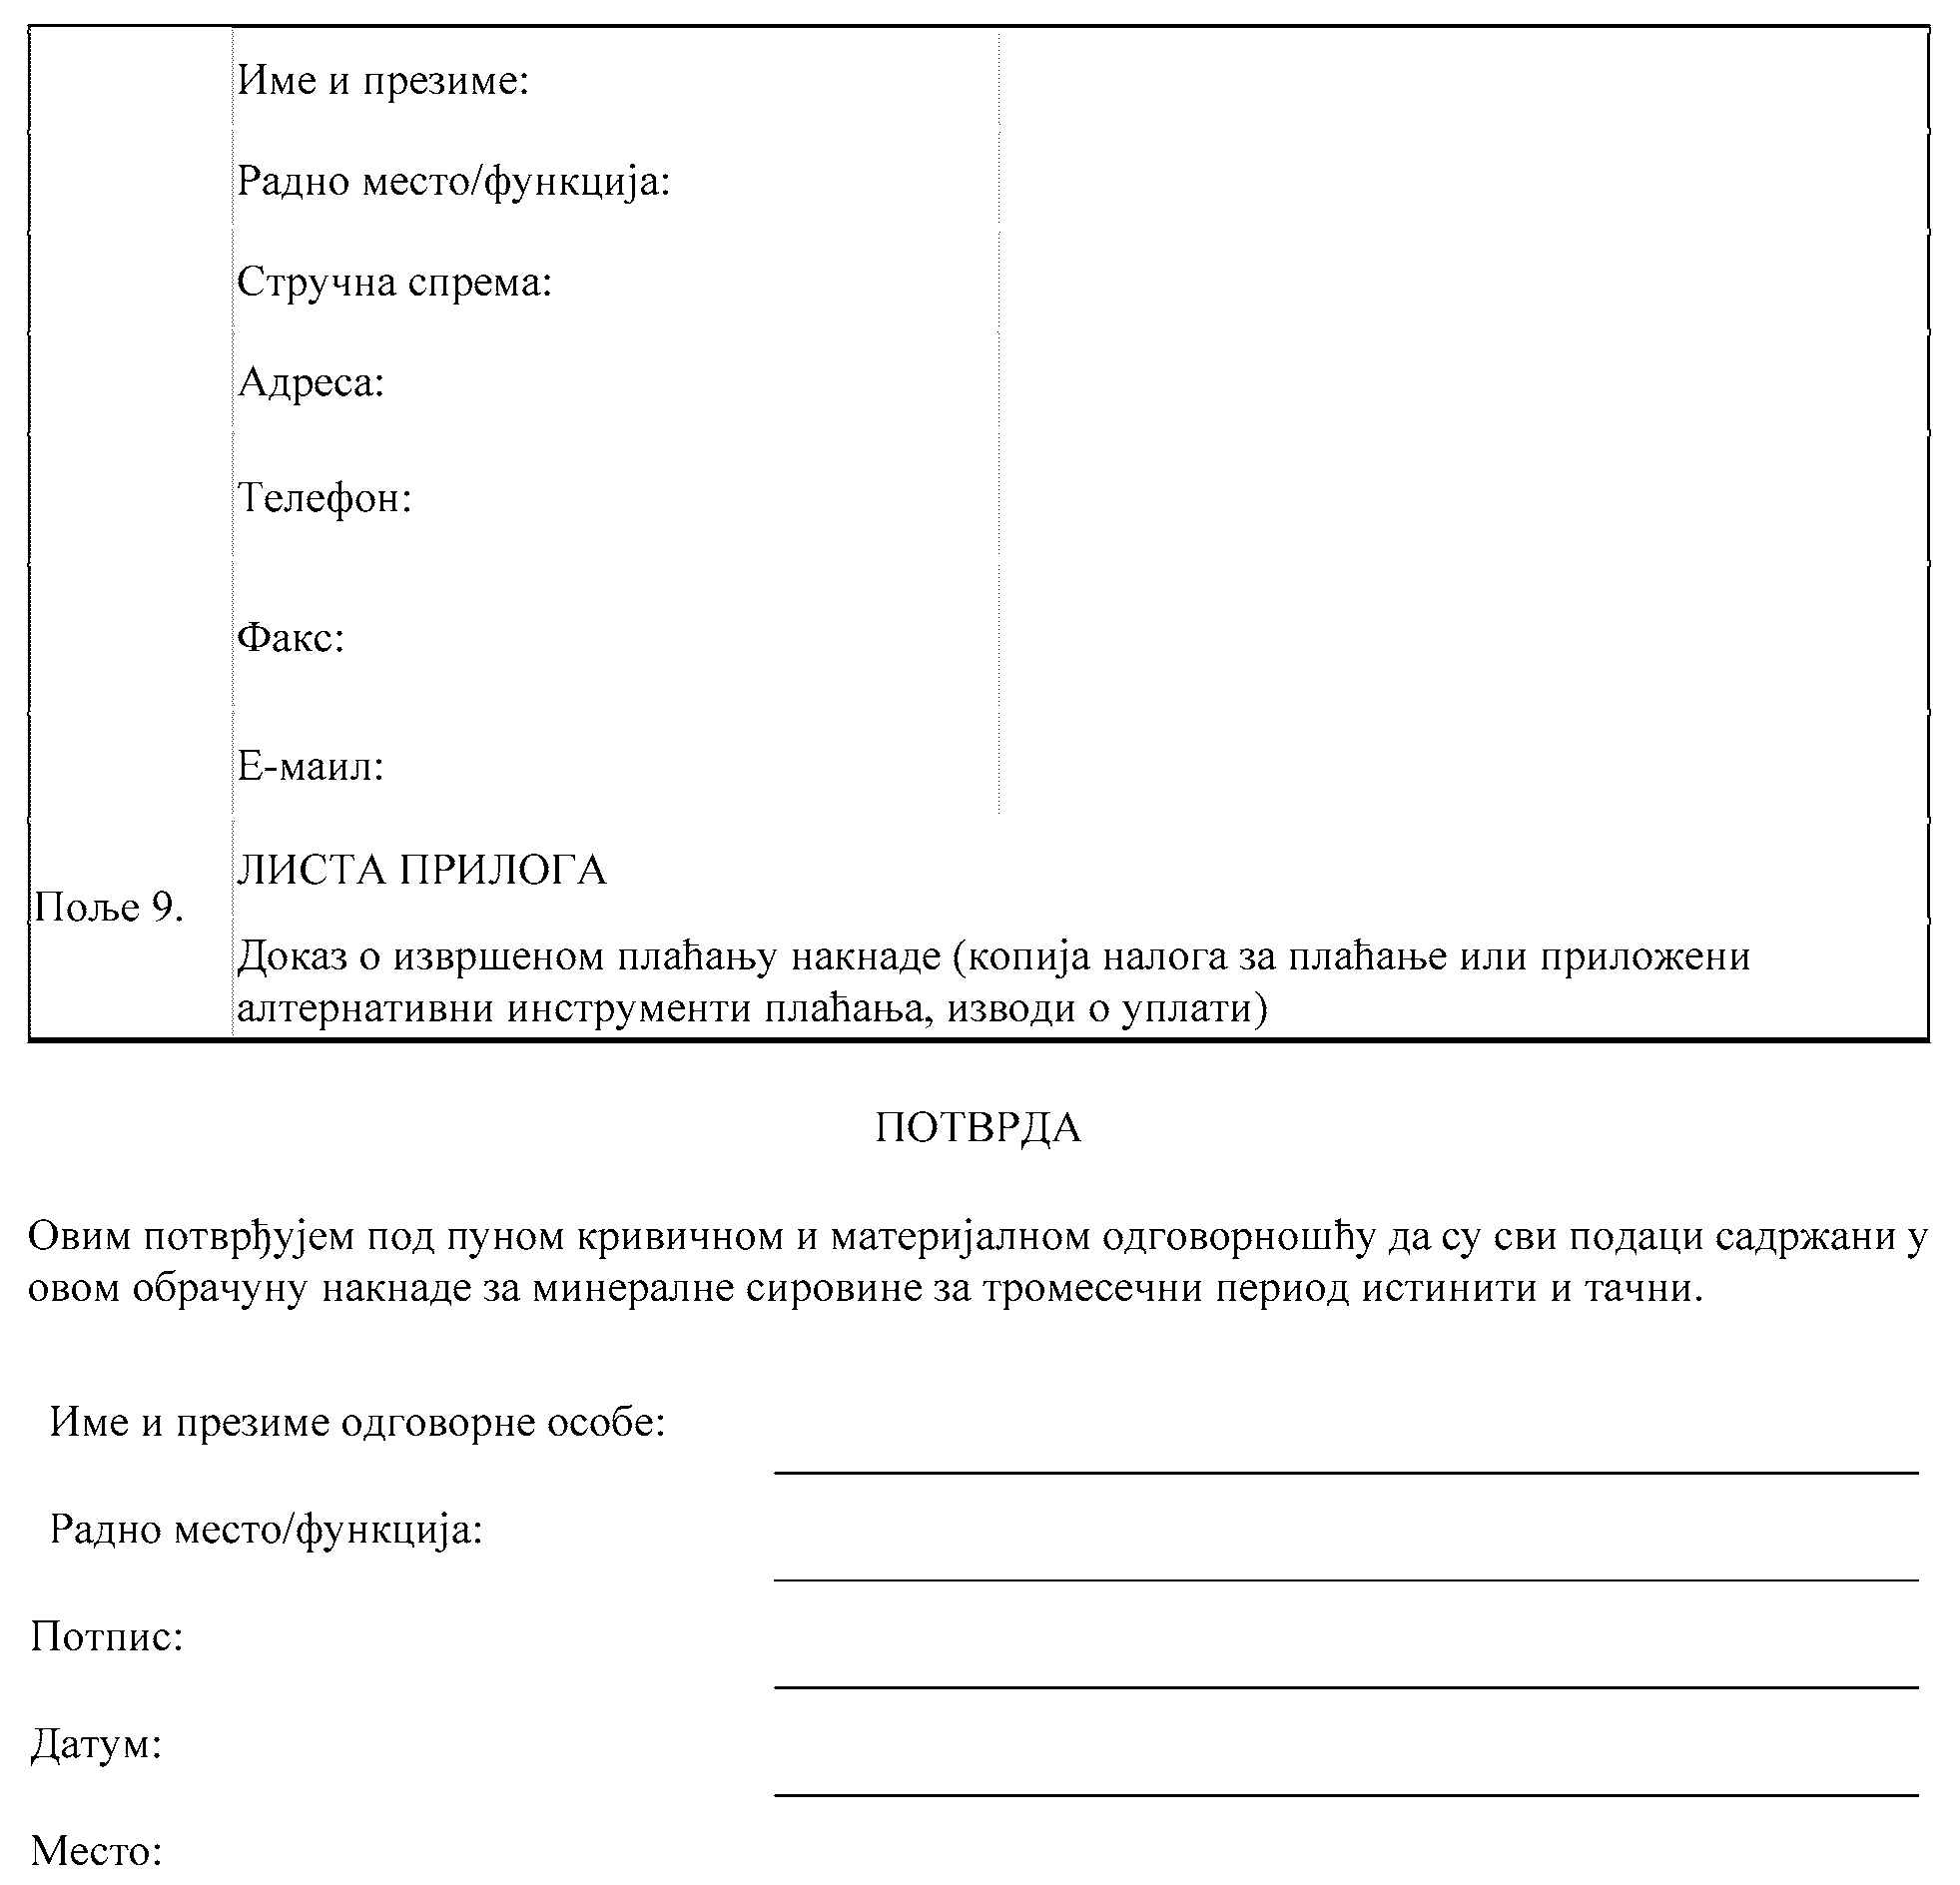 Име и презиме:
Радно место/функција:
Стручна спрема:
Адреса:
Телефон:
Факс:
Е-маил:
ЛИСТА ПРИЛОГА
Поље 9.
Доказ о извршеном плаћању накнаде (копија налога за плаћање или приложени
алтернативни инструменти плаћања, изводи о уплати)
ПОТВРДА
Овим потврђујем под пуном кривичном и материјалном одговорношћу да су сви подаци садржани у
овом обрачуну накнаде за минералне сировине за тромесечни период истинити и тачни.
Име и презиме одговорне особе:
Радно место/функција:
Потпис:
Датум:
Место: